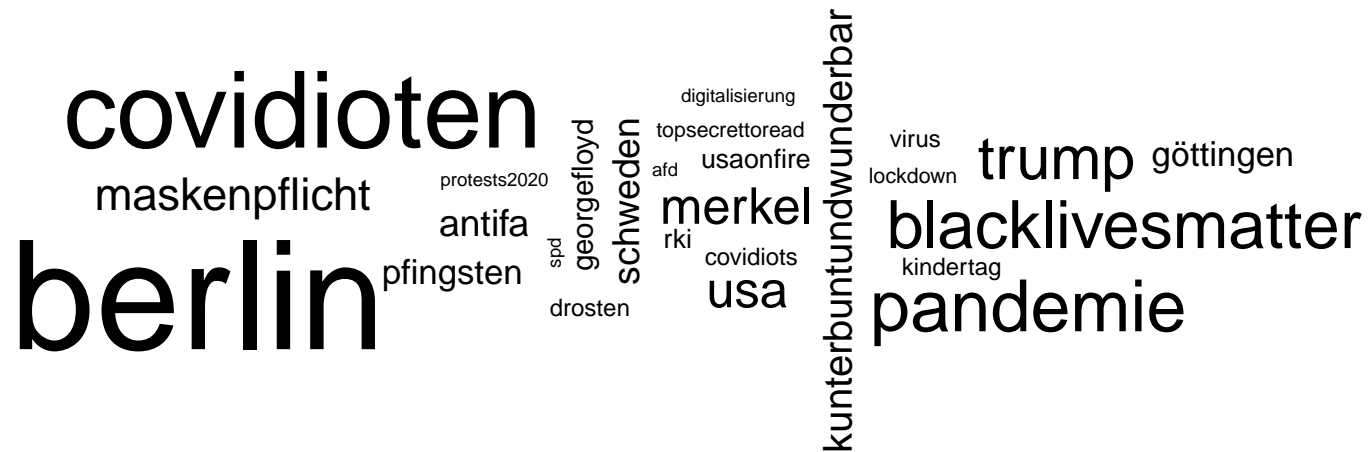 covidioten
maskenpflicht
berlin
protests2020
antifa
pfingsten
spd
georgefloyd
schweden
drosten
digitalisierung
topsecrettoread
afd
usaonfire
merkel
rki
covidiots
usa
kunterbuntundwunderbar
virus
lockdown
trump
göttingen
blacklivesmatter
kindertag
pandemie